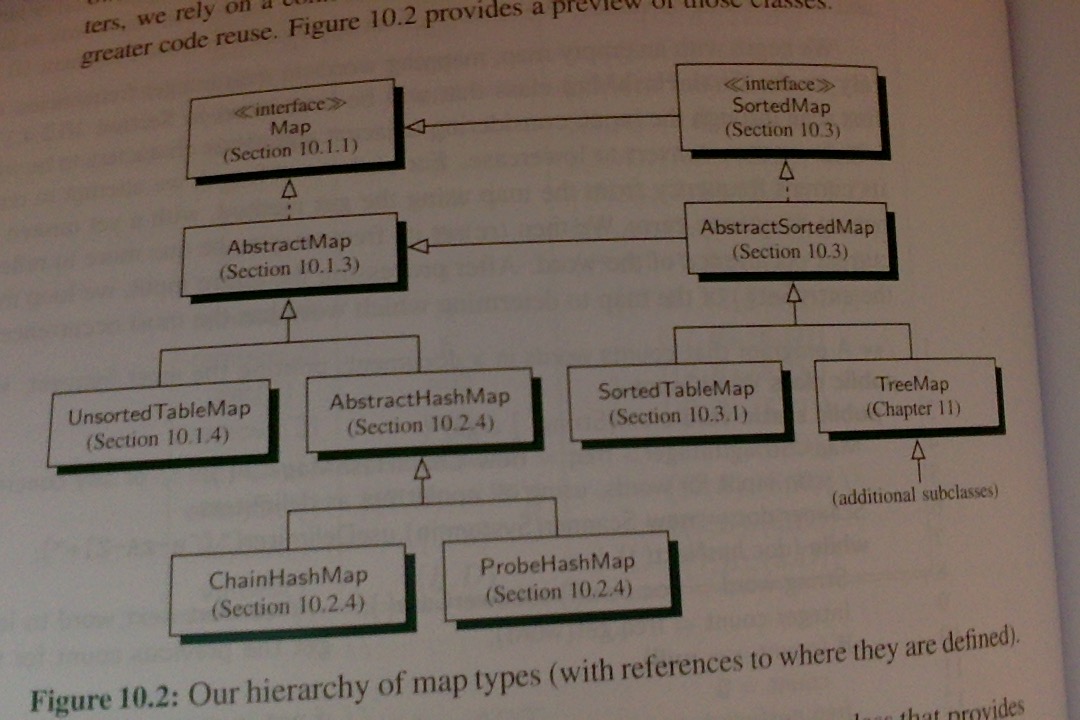 ters, we rely on a
greater code reuse. Figure 10.2 provides a preview of those classes.
≪interface≫
Map
(Section 10.1.1)
≪interface≫
SortedMap
(Section 10.3)
AbstractMap
(Section 10.1.3)
AbstractSortedMap
(Section 10.3)
UnsortedTableMap
(Section 10.1.4)
AbstractHashMap
(Section 10.2.4)
SortedTableMap
(Section 10.3.1)
TreeMap
(Chapter 11)
(additional subclasses)
ChainHashMap
(Section 10.2.4)
ProbeHashMap
(Section 10.2.4)
Figure 10.2: Our hierarchy of map types (with references to where they are defined).
that provides